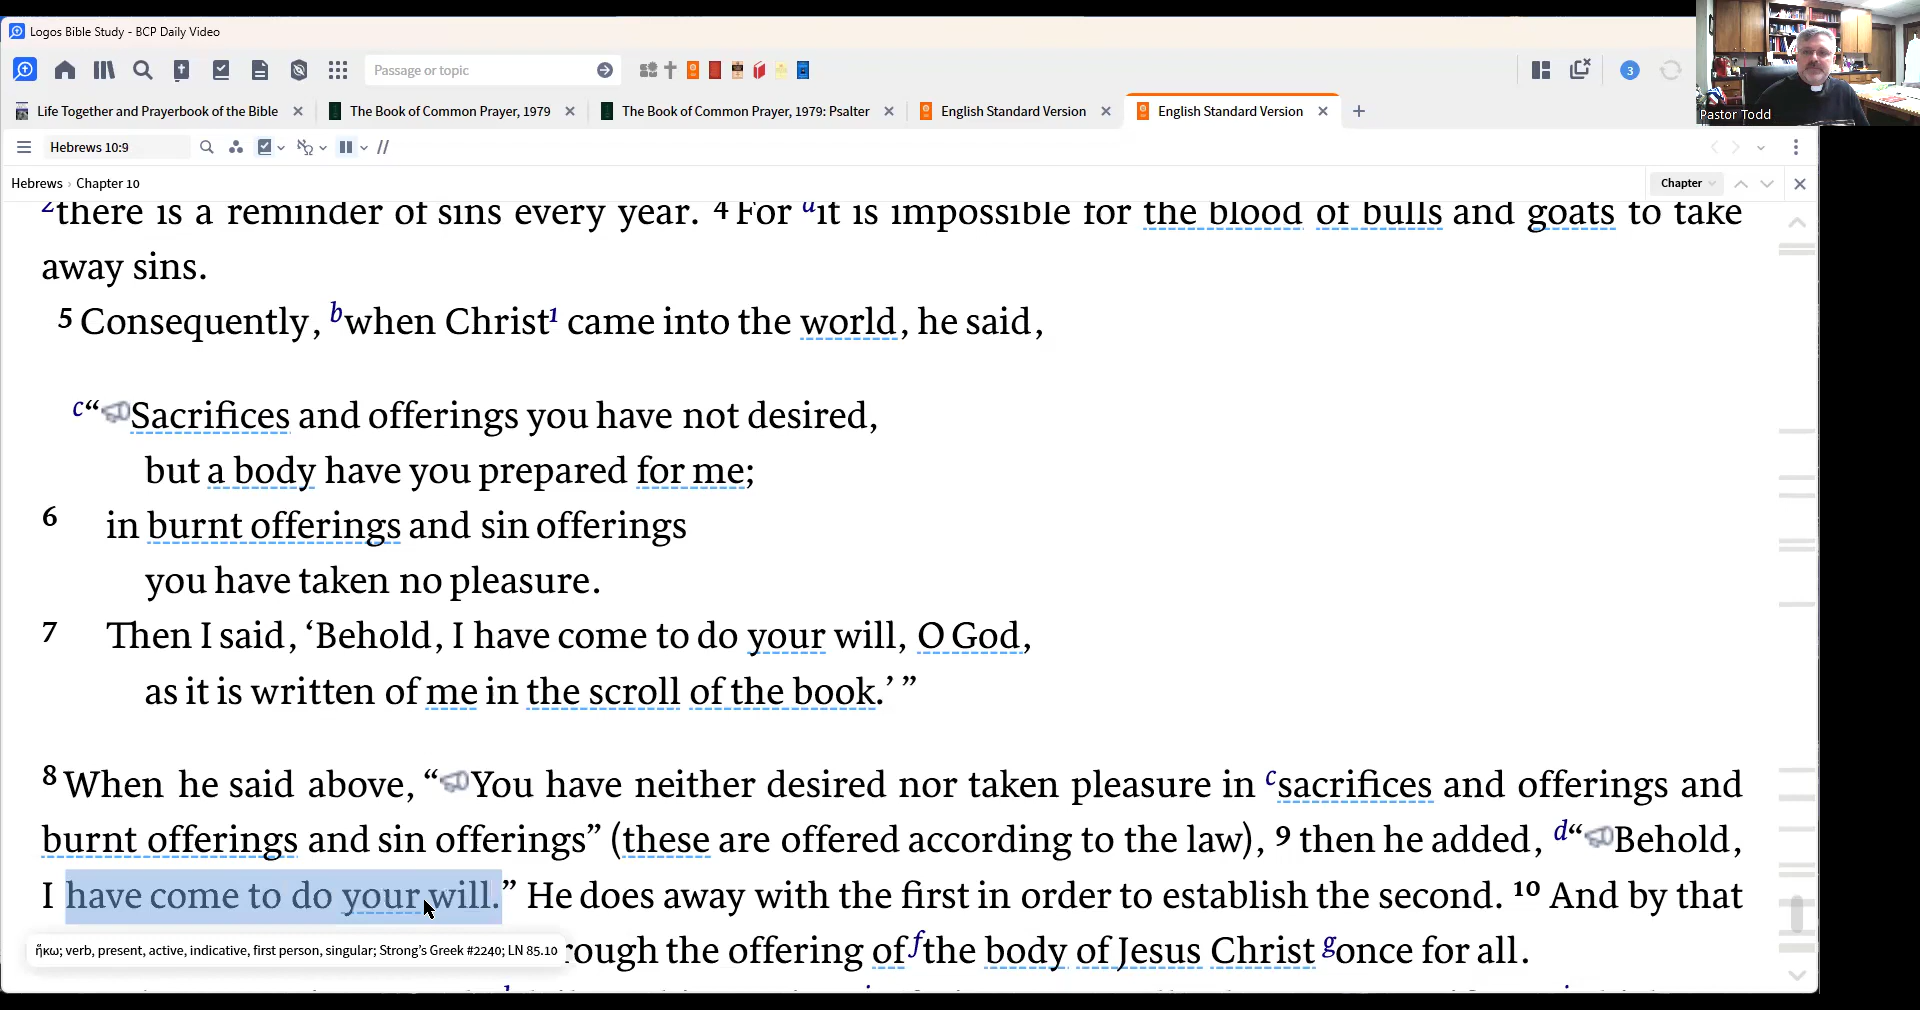 Logos Bible Study - BCP Daily Video
Passage or topic
3
Pastor Todd
Life Together and Prayerbook of the Bible
The Book of Common Prayer, 1979
The Book of Common Prayer, 1979: Psalter
English Standard Version
English Standard Version
Hebrews 10:9
Hebrews › Chapter 10
Chapter
2there is a reminder of sins every year. 4 For ait is impossible for the blood of bulls and goats to take
away sins.
5 Consequently, bwhen Christ1 came into the world, he said,
c“Sacrifices and offerings you have not desired,
but a body have you prepared for me;
6 in burnt offerings and sin offerings
you have taken no pleasure.
7 Then I said, ‘Behold, I have come to do your will, O God,
as it is written of me in the scroll of the book.’ ”
8 When he said above, “You have neither desired nor taken pleasure in csacrifices and offerings and
burnt offerings and sin offerings” (these are offered according to the law), 9 then he added, d“Behold,
I have come to do your will.” He does away with the first in order to establish the second. 10 And by that
ἥκω; verb, present, active, indicative, first person, singular; Strong’s Greek #2240; LN 85.10
rough the offering of fthe body of Jesus Christ gonce for all.